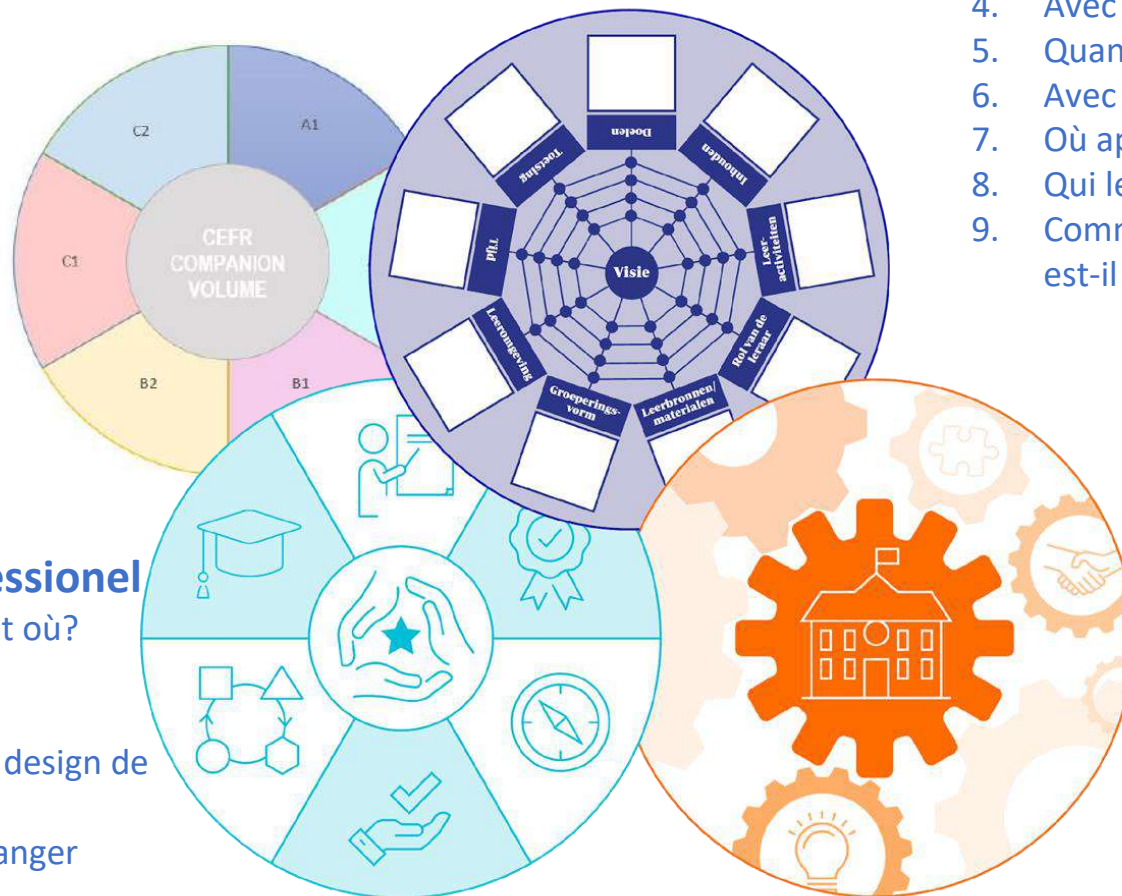 4. Avec
5. Quan
6. Avec
7. Où ap
8. Qui le
9. Comm
est-il
C2
A1
C1
CEFR
COMPANION
VOLUME
B2
B1
Doelen
Inhouden
Leer-
activiteiten
Rol van de
leraar
Leerbronnen/
materialen
Groeperings-
vorm
Leeromgeving
Tijd
Toetsing
Visie
essionel
t où?
design de
anger